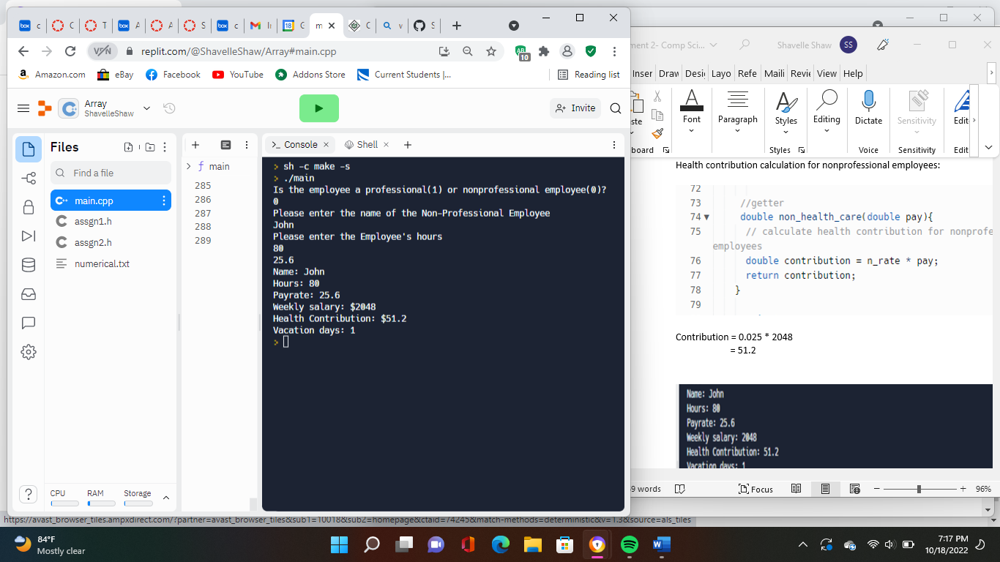 c
C
T
A
A
S
c
Ir
18
G
m
C
v
S
VPN
replit.com/@ShavelleShaw/Array#main.cpp
10
Amazon.com
eBay
Facebook
YouTube
Addons Store
Current Students |...
Reading list
Array
ShavelleShaw
Invite
Files
Find a file
main.cpp
assgn1.h
assgn2.h
numerical.txt
CPU
RAM
Storage
main
285
286
287
288
289
Console
Shell
> sh -c make -s
> ./main
Is the employee a professional(1) or nonprofessional employee(0)?
0
Please enter the name of the Non-Professional Employee
John
Please enter the Employee's hours
80
25.6
Name: John
Hours: 80
Payrate: 25.6
Weekly salary: $2048
Health Contribution: $51.2
Vacation days: 1
>
ment 2- Comp Sci...
Shavelle Shaw
SS
Inser Draw Desi Layo Refe Maili Revie View Help
ste
Font
Paragraph
Styles
Editing
Dictate
Sensitivity
Edit
board
Styles
Voice
Sensitivity
Edit
Health contribution calculation for nonprofessional employees:
72
73 //getter
74 double non_health_care(double pay){
75 // calculate health contribution for nonprofe
employees
76 double contribution = n_rate * pay;
77 return contribution;
78 }
79
Contribution = 0.025 * 2048
= 51.2
Name: John
Hours: 80
Payrate: 25.6
Weekly salary: 2048
Health Contribution: 51.2
Vacation days: 1
9 words
Focus
96%
https://avast_browser_tiles.ampxdirect.com/?partner=avast_browser_tiles&sub1=10018&sub2=homepage&ctaid=74245&match-methods=deterministic&v=1.3&source=als_tiles
84°F
Mostly clear
7:17 PM
10/18/2022